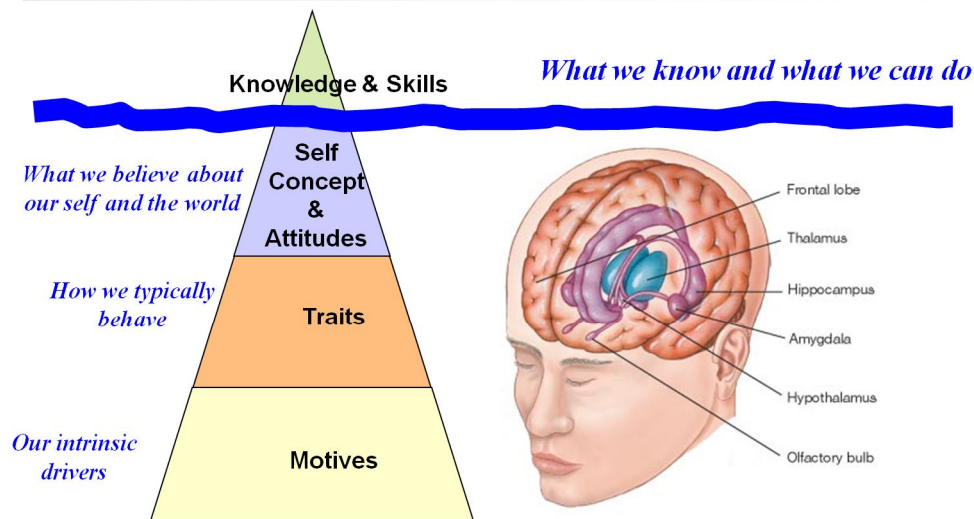 Knowledge & Skills
What we know and what we can do
What we believe about
our self and the world
Self
Concept
&
Attitudes
How we typically
behave
Traits
Our intrinsic
drivers
Motives
Frontal lobe
Thalamus
Hippocampus
Amygdala
Hypothalamus
Olfactory bulb